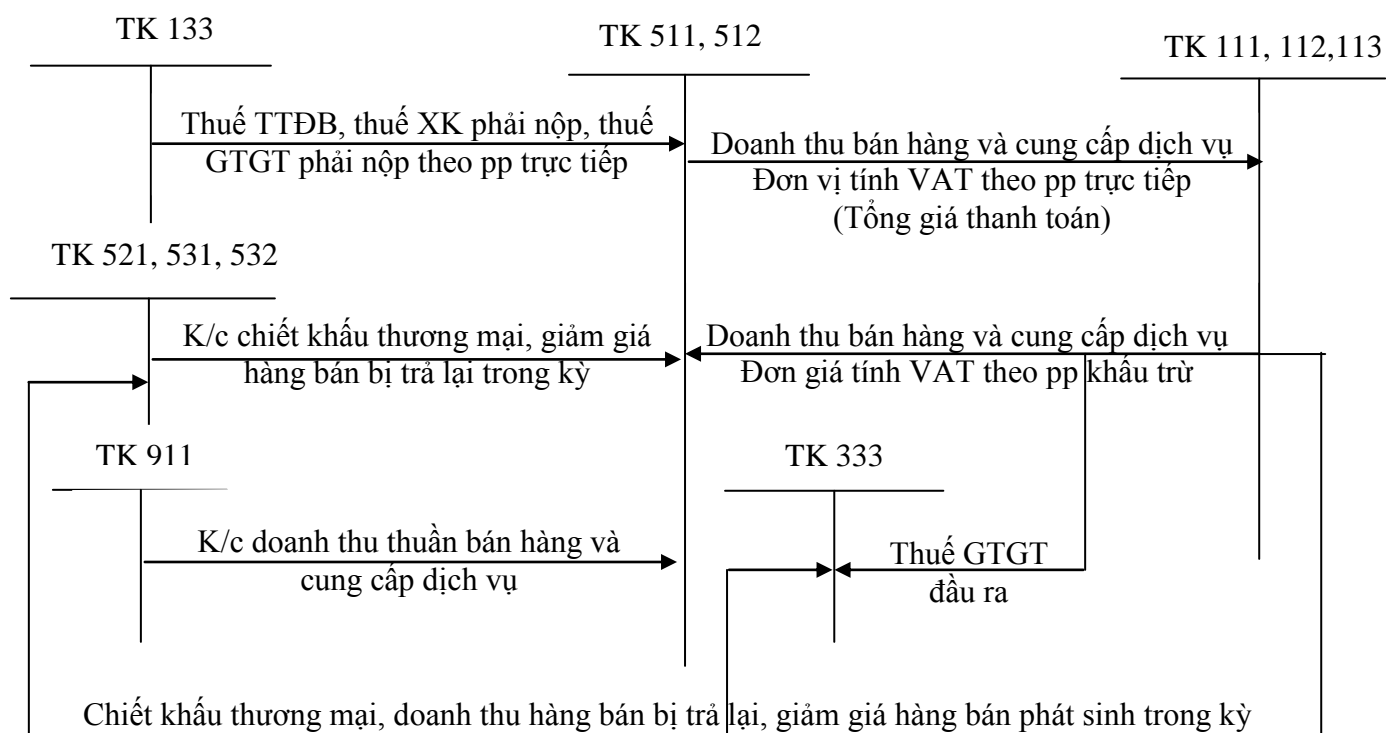 TK 133
TK 511, 512
TK 111, 112,113
Thuế TTĐB, thuế XK phải nộp, thuế
GTGT phải nộp theo pp trực tiếp
Doanh thu bán hàng và cung cấp dịch vụ
Đơn vị tính VAT theo pp trực tiếp
(Tổng giá thanh toán)
TK 521, 531, 532
K/c chiết khấu thương mại, giảm giá
hàng bán bị trả lại trong kỳ
Doanh thu bán hàng và cung cấp dịch vụ
Đơn giá tính VAT theo pp khấu trừ
TK 911
TK 333
K/c doanh thu thuần bán hàng và
cung cấp dịch vụ
Thuế GTGT
đầu ra
Chiết khấu thương mại, doanh thu hàng bán bị trả lại, giảm giá hàng bán phát sinh trong kỳ